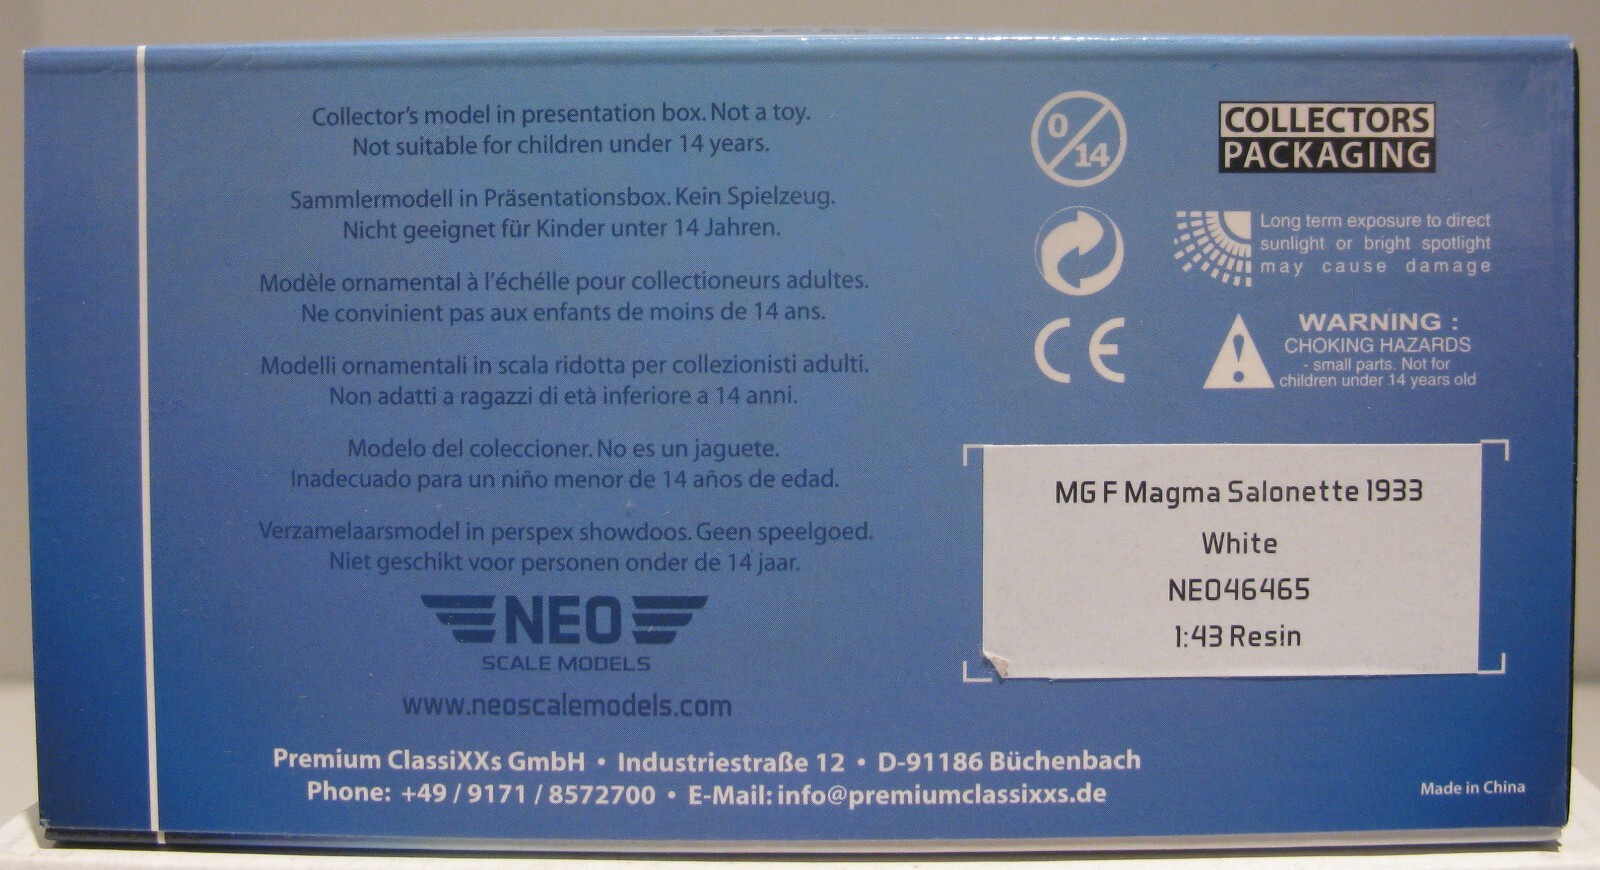 Collector's model in presentation box. Not a toy.
Not suitable for children under 14 years.
Sammlermodell in Präsentationsbox. Kein Spielzeug.
Nicht geeignet für Kinder unter 14 Jahren.
Modèle ornamental à l'échélle pour collectioneurs adultes.
Ne convinient pas aux enfants de moins de 14 ans.
Modelli ornamentali in scala ridotta per collezionisti adulti.
Non adatti a ragazzi di età inferiore a 14 anni.
Modelo del coleccioner. No es un jaguete.
Inadecuado para un niño menor de 14 años de edad.
Verzamelaarsmodel in perspex showdoos. Geen speelgoed.
Niet geschikt voor personen onder de 14 jaar.
NEO
SCALE MODELS
www.neoscalemodels.com
Premium ClassiXXs GmbH • Industriestraße 12 • D-91186 Büchenbach
Phone: +49 / 9171 / 8572700 • E-Mail: info@premiumclassixxs.de
0/14
CE
COLLECTORS
PACKAGING
Long term exposure to direct
sunlight or bright spotlight
may cause damage
WARNING :
CHOKING HAZARDS
- small parts. Not for
children under 14 years old
MG F Magma Salonette 1933
White
NEO46465
1:43 Resin
Made in China